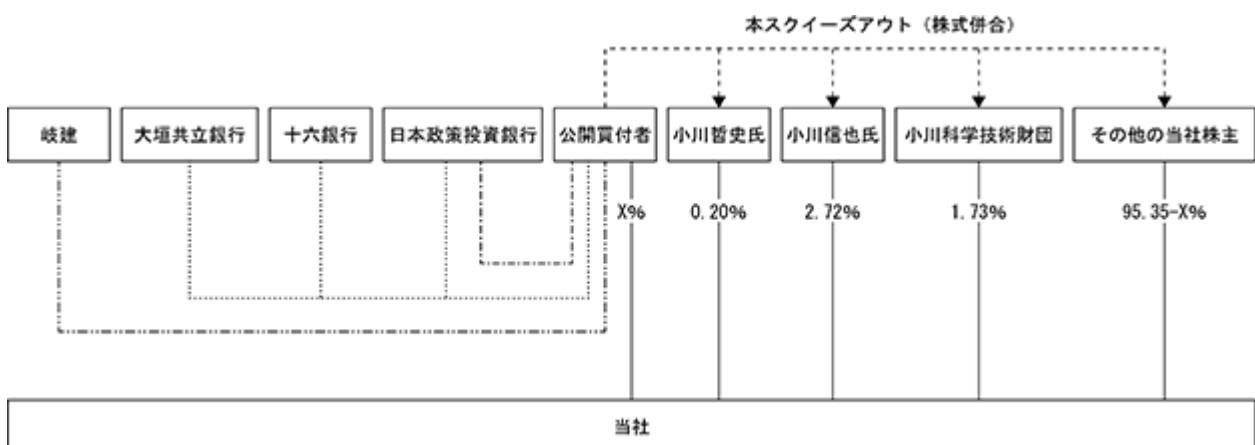 本スクイーズアウト（株式併合）
岐建
大垣共立銀行
十六銀行
日本政策投資銀行
公開買付者
小川哲史氏
小川信也氏
小川科学技術財団
その他の当社株主
X%
0.20%
2.72%
1.73%
95.35-X%
当社